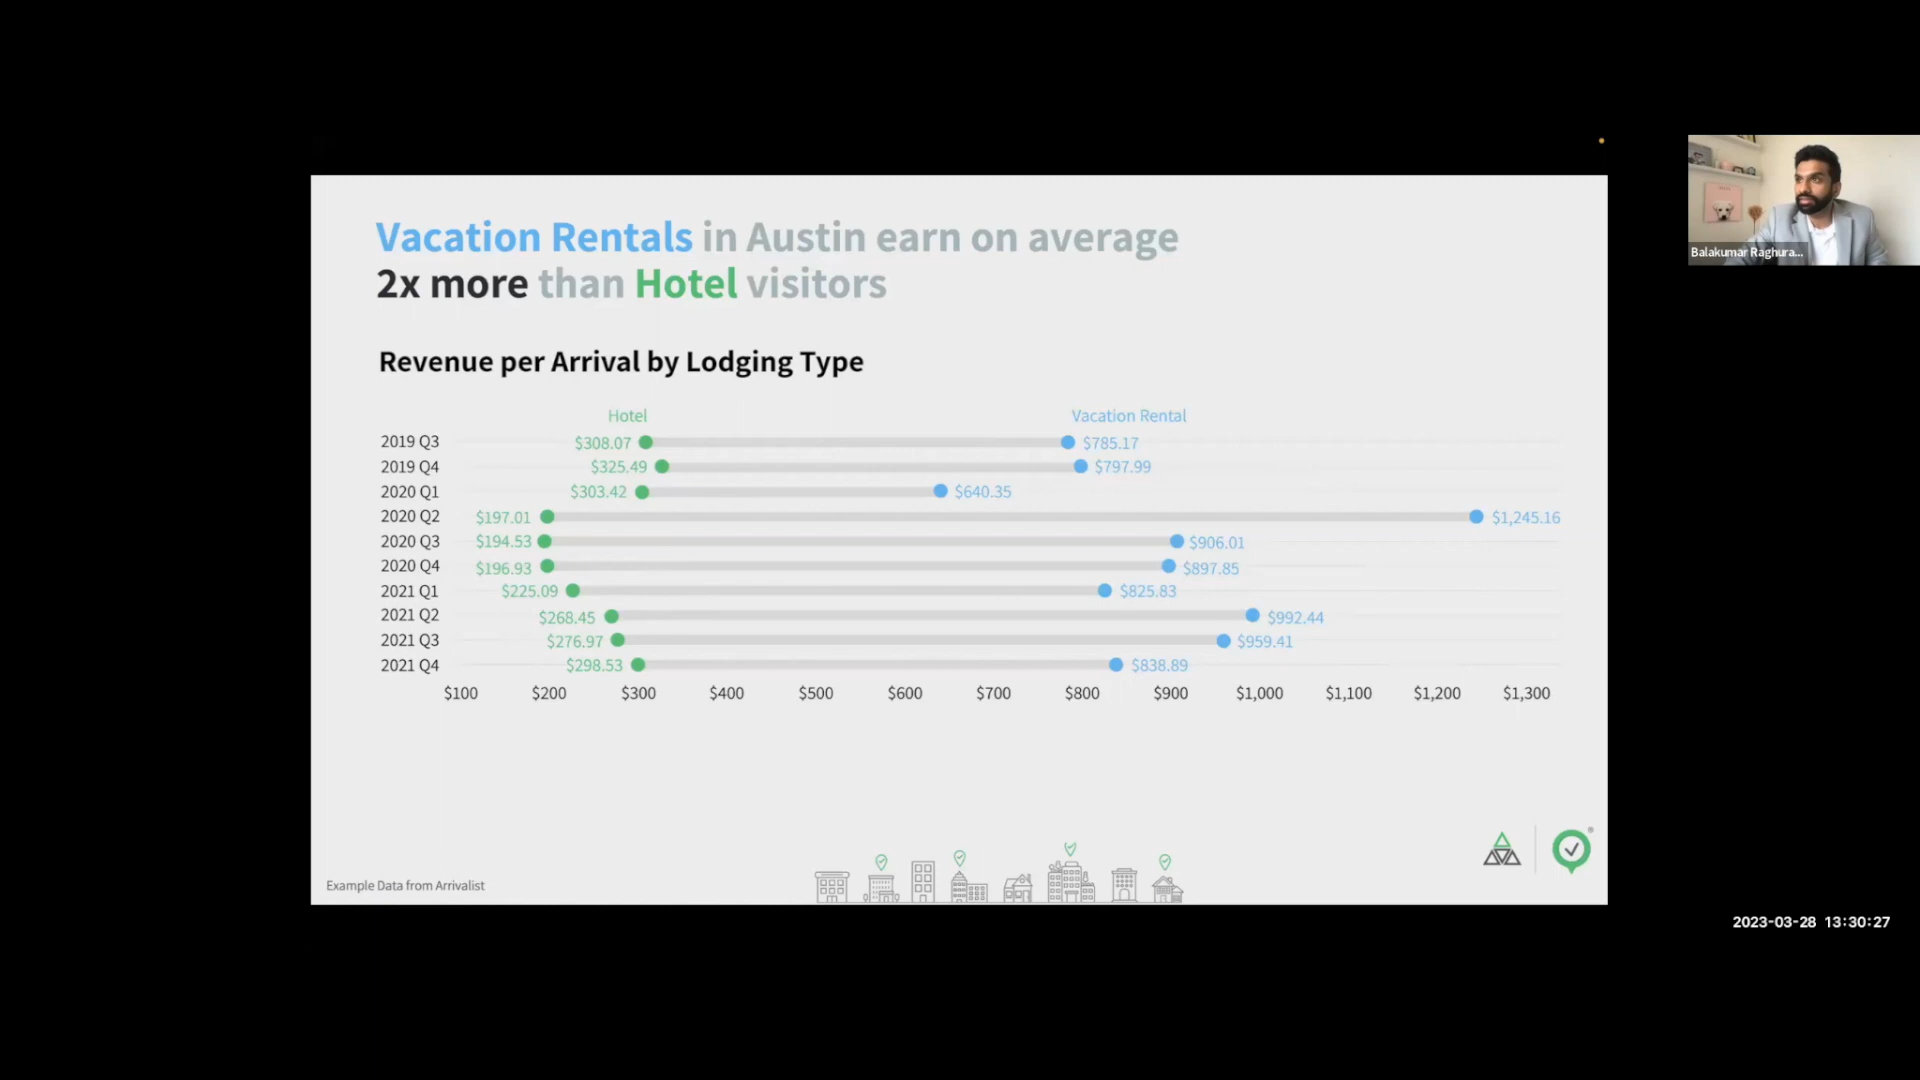 Vacation Rentals in Austin earn on average
2x more than Hotel visitors
Revenue per Arrival by Lodging Type
Hotel Vacation Rental
2019 Q3 $308.07 $785.17
2019 Q4 $325.49 $797.99
2020 Q1 $303.42 $640.35
2020 Q2 $197.01 $1,245.16
2020 Q3 $194.53 $906.01
2020 Q4 $196.93 $897.85
2021 Q1 $225.09 $825.83
2021 Q2 $268.45 $992.44
2021 Q3 $276.97 $959.41
2021 Q4 $298.53 $838.89
$100 $200 $300 $400 $500 $600 $700 $800 $900 $1,000 $1,100 $1,200 $1,300
Example Data from Arrivalist
®
Balakumar Raghura...
2023-03-28 13:30:27